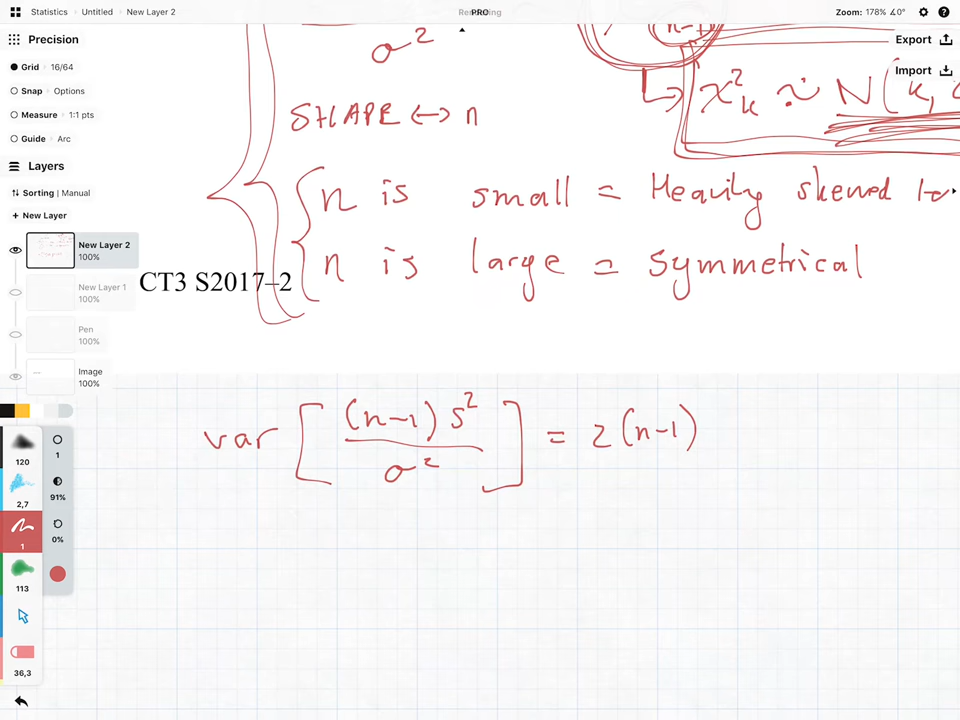 Statistics › Untitled › New Layer 2
PRO
Zoom: 178% ∡0°
Precision
Export
Import
Grid · 16/64
Snap · Options
Measure · 1:1 pts
Guide · Arc
Layers
Sorting | Manual
+ New Layer
New Layer 2
100%
New Layer 1
100%
Pen
100%
Image
100%
120
2,7
1
113
36,3
1
91%
0%
σ²
(n-1
↳ χ²k ∻ N(k,
SHAPE ↔ n
n is small = Heavily skewed to
n is large = symmetrical
CT3 S2017–2
var [ (n-1) S² / σ² ] = 2(n-1)